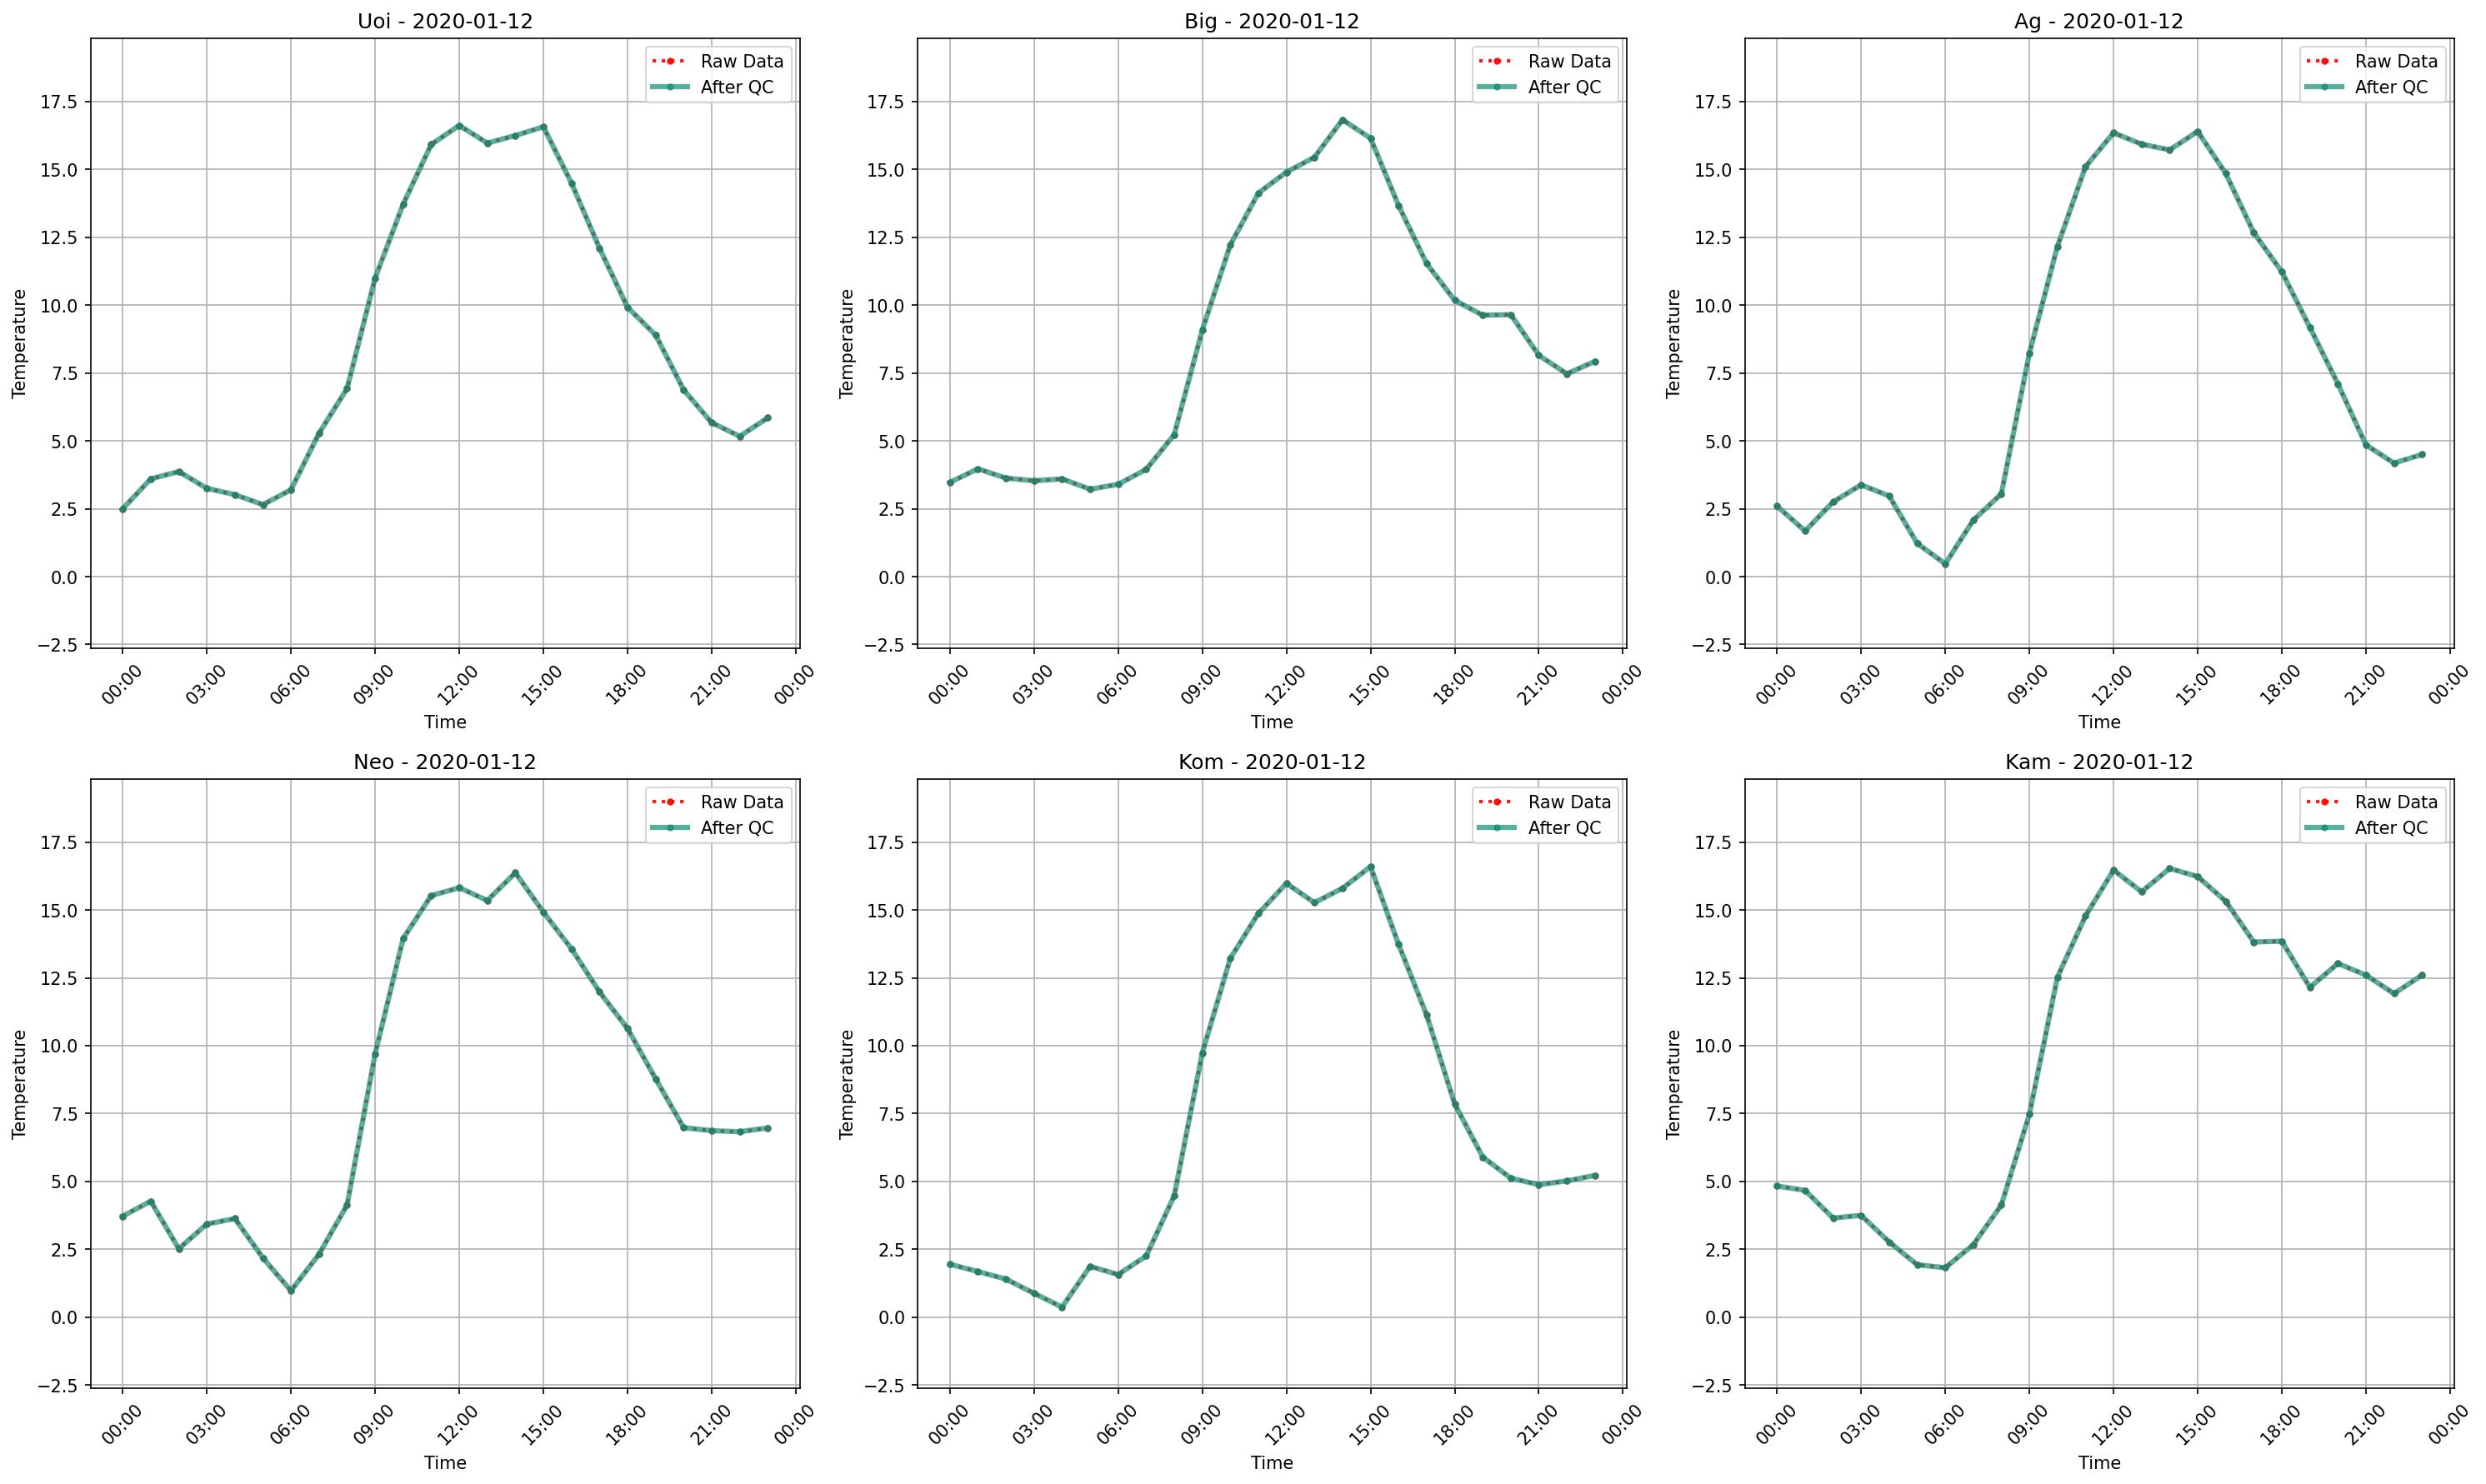 Uoi - 2020-01-12
Raw Data
After QC
17.5
15.0
12.5
10.0
7.5
5.0
2.5
0.0
−2.5
Temperature
00:00 03:00 06:00 09:00 12:00 15:00 18:00 21:00 00:00
Time
Big - 2020-01-12
Raw Data
After QC
17.5
15.0
12.5
10.0
7.5
5.0
2.5
0.0
−2.5
Temperature
00:00 03:00 06:00 09:00 12:00 15:00 18:00 21:00 00:00
Time
Ag - 2020-01-12
Raw Data
After QC
17.5
15.0
12.5
10.0
7.5
5.0
2.5
0.0
−2.5
Temperature
00:00 03:00 06:00 09:00 12:00 15:00 18:00 21:00 00:00
Time
Neo - 2020-01-12
Raw Data
After QC
17.5
15.0
12.5
10.0
7.5
5.0
2.5
0.0
−2.5
Temperature
00:00 03:00 06:00 09:00 12:00 15:00 18:00 21:00 00:00
Time
Kom - 2020-01-12
Raw Data
After QC
17.5
15.0
12.5
10.0
7.5
5.0
2.5
0.0
−2.5
Temperature
00:00 03:00 06:00 09:00 12:00 15:00 18:00 21:00 00:00
Time
Kam - 2020-01-12
Raw Data
After QC
17.5
15.0
12.5
10.0
7.5
5.0
2.5
0.0
−2.5
Temperature
00:00 03:00 06:00 09:00 12:00 15:00 18:00 21:00 00:00
Time